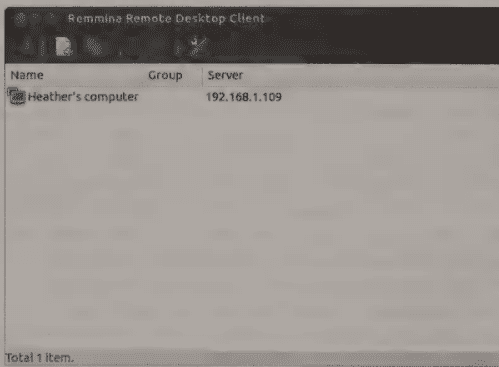 Remmina Remote Desktop Client
Name Group Server
Heather's computer 192.168.1.109
Total 1 item.